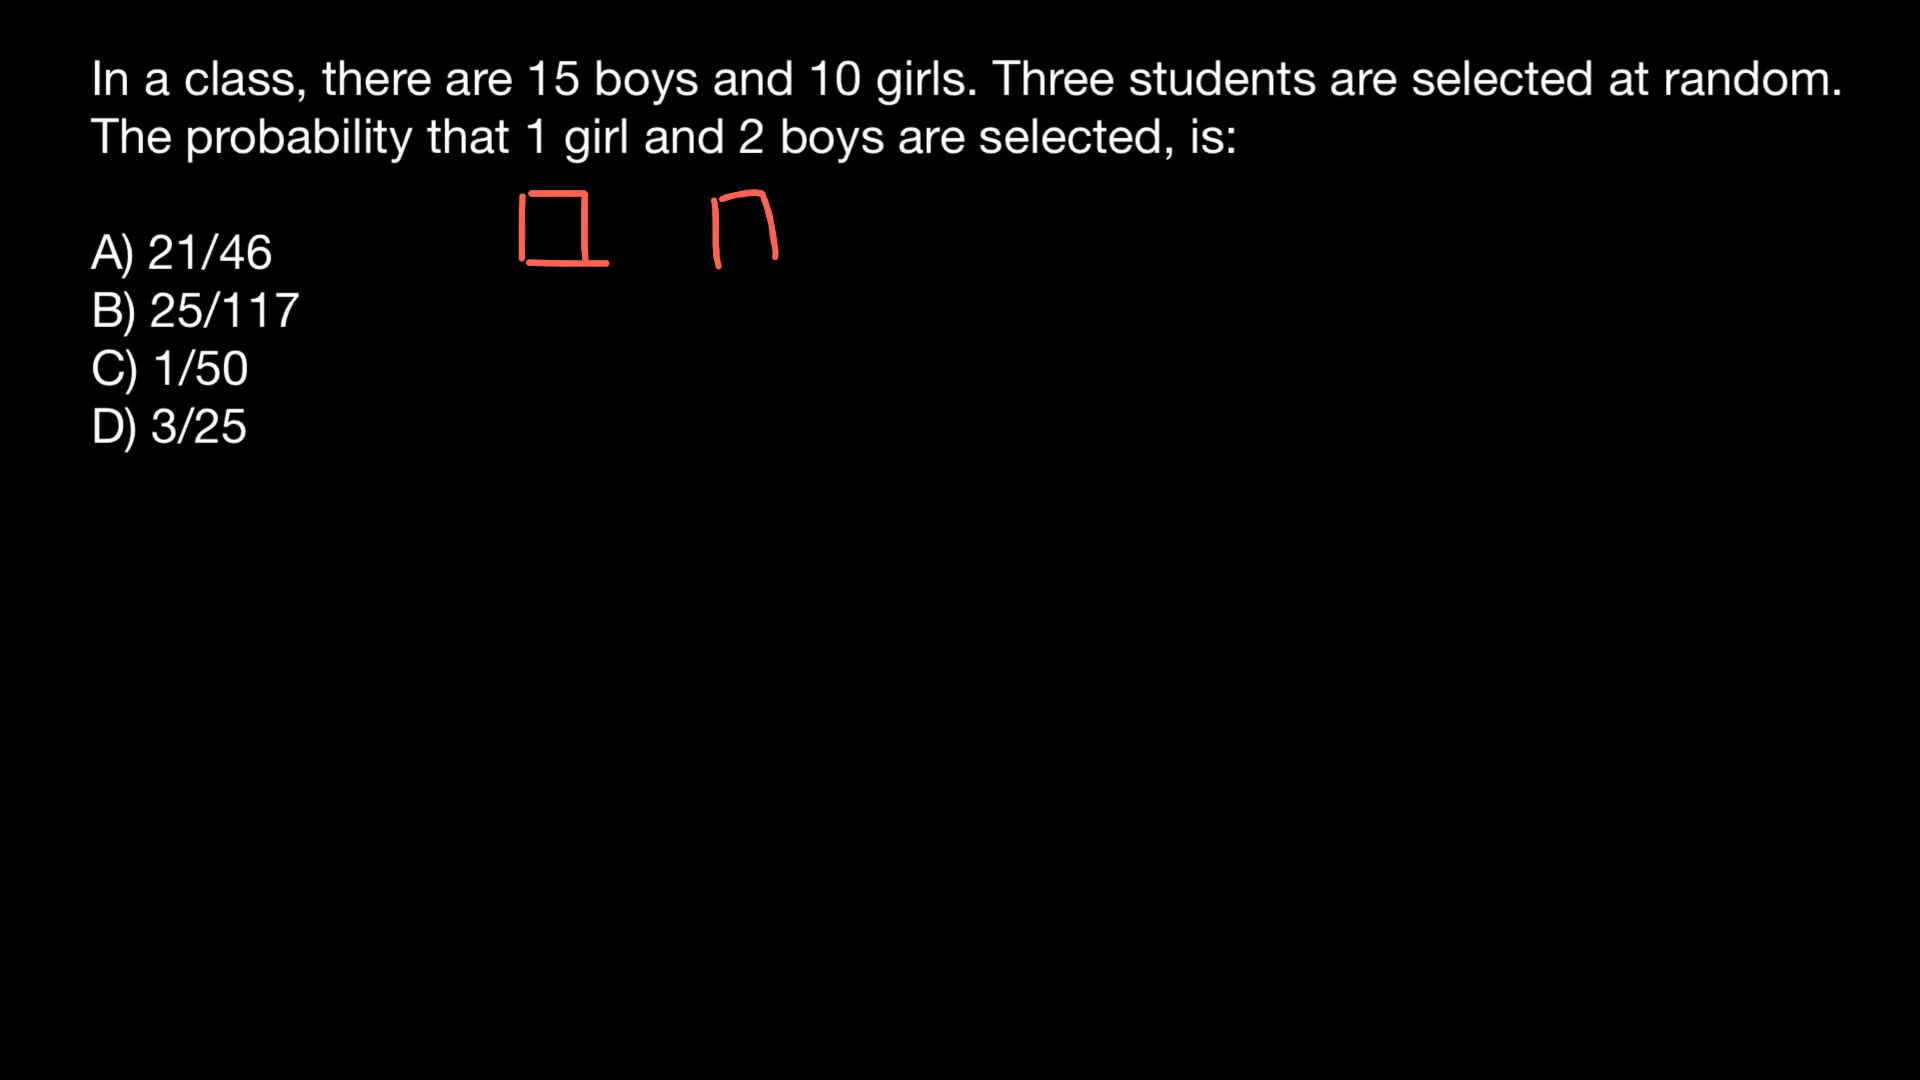 In a class, there are 15 boys and 10 girls. Three students are selected at random.
The probability that 1 girl and 2 boys are selected, is:
A) 21/46
B) 25/117
C) 1/50
D) 3/25